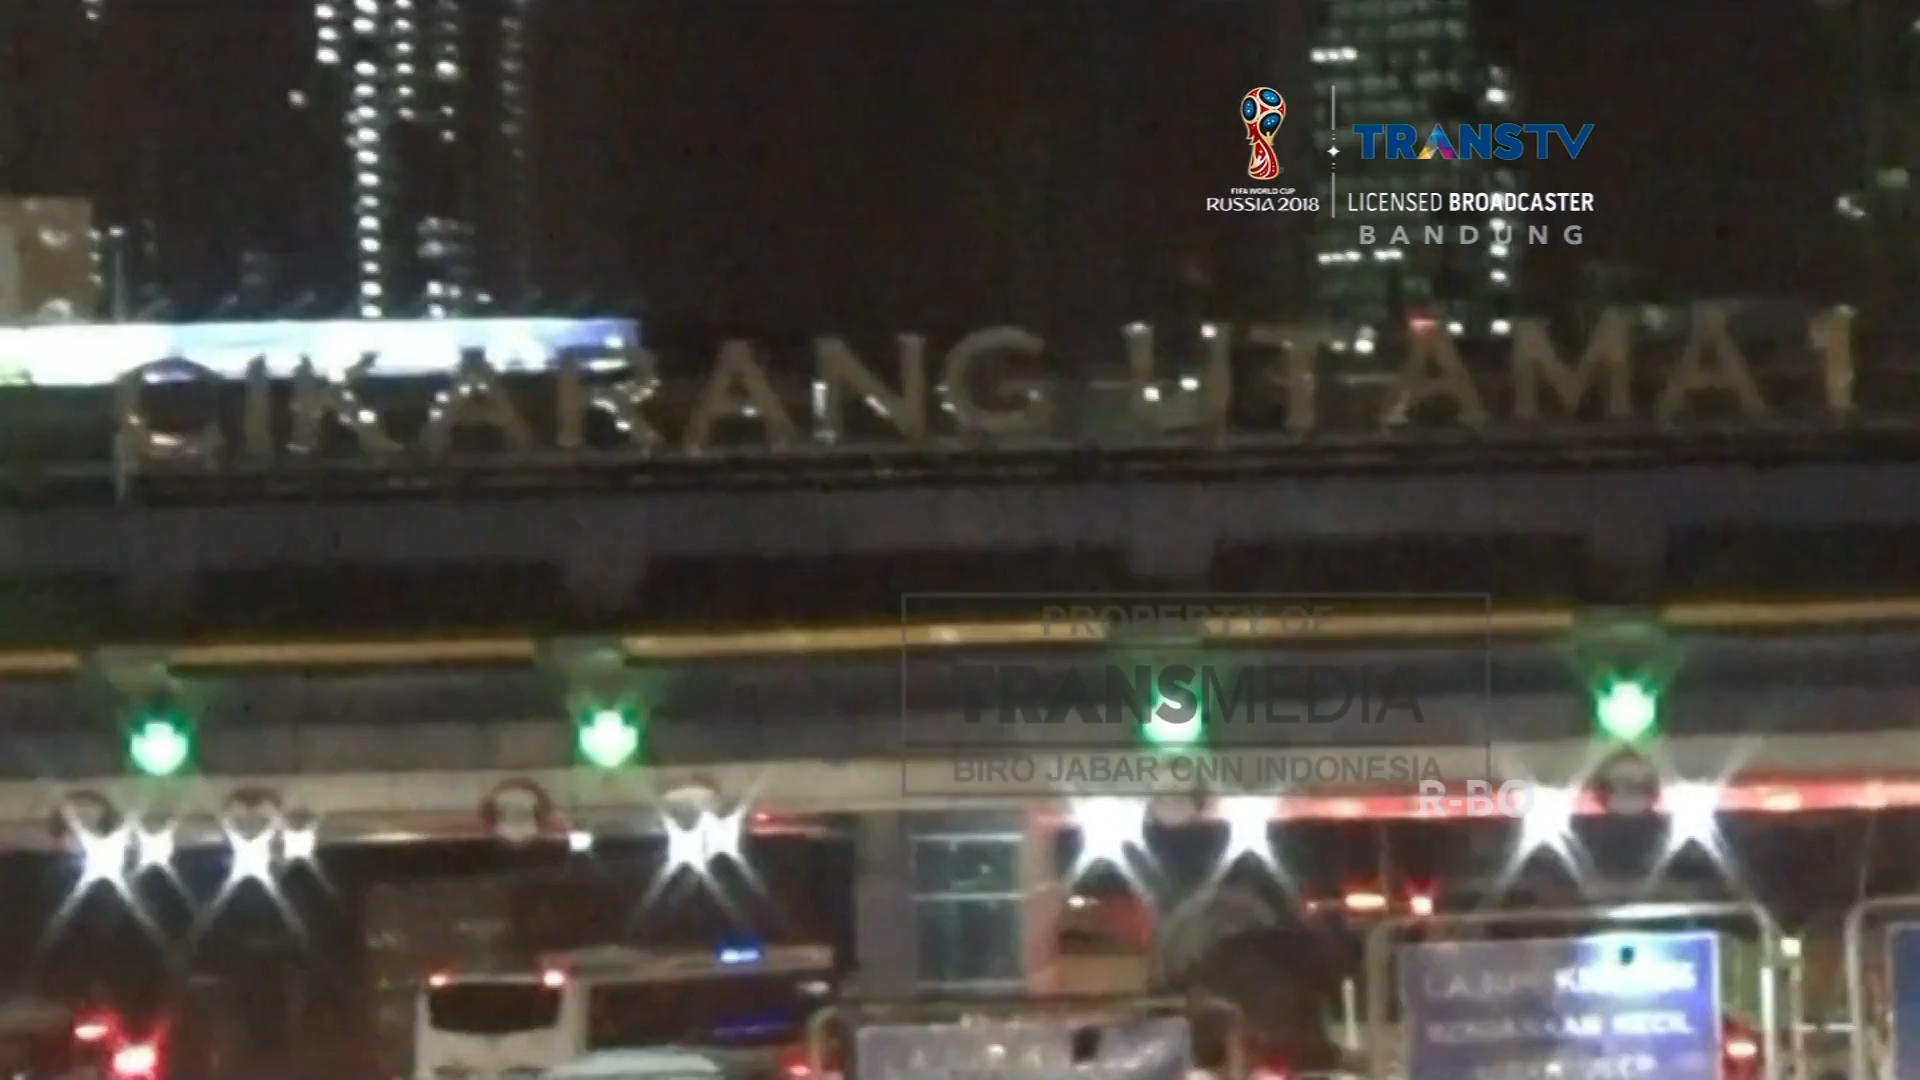 FIFA WORLD CUP
RUSSIA 2018
TRANSTV
LICENSED BROADCASTER
BANDUNG
CIKARANG UTAMA 1
PROPERTY OF
TRANSMEDIA
BIRO JABAR CNN INDONESIA
R-BO
KECIL